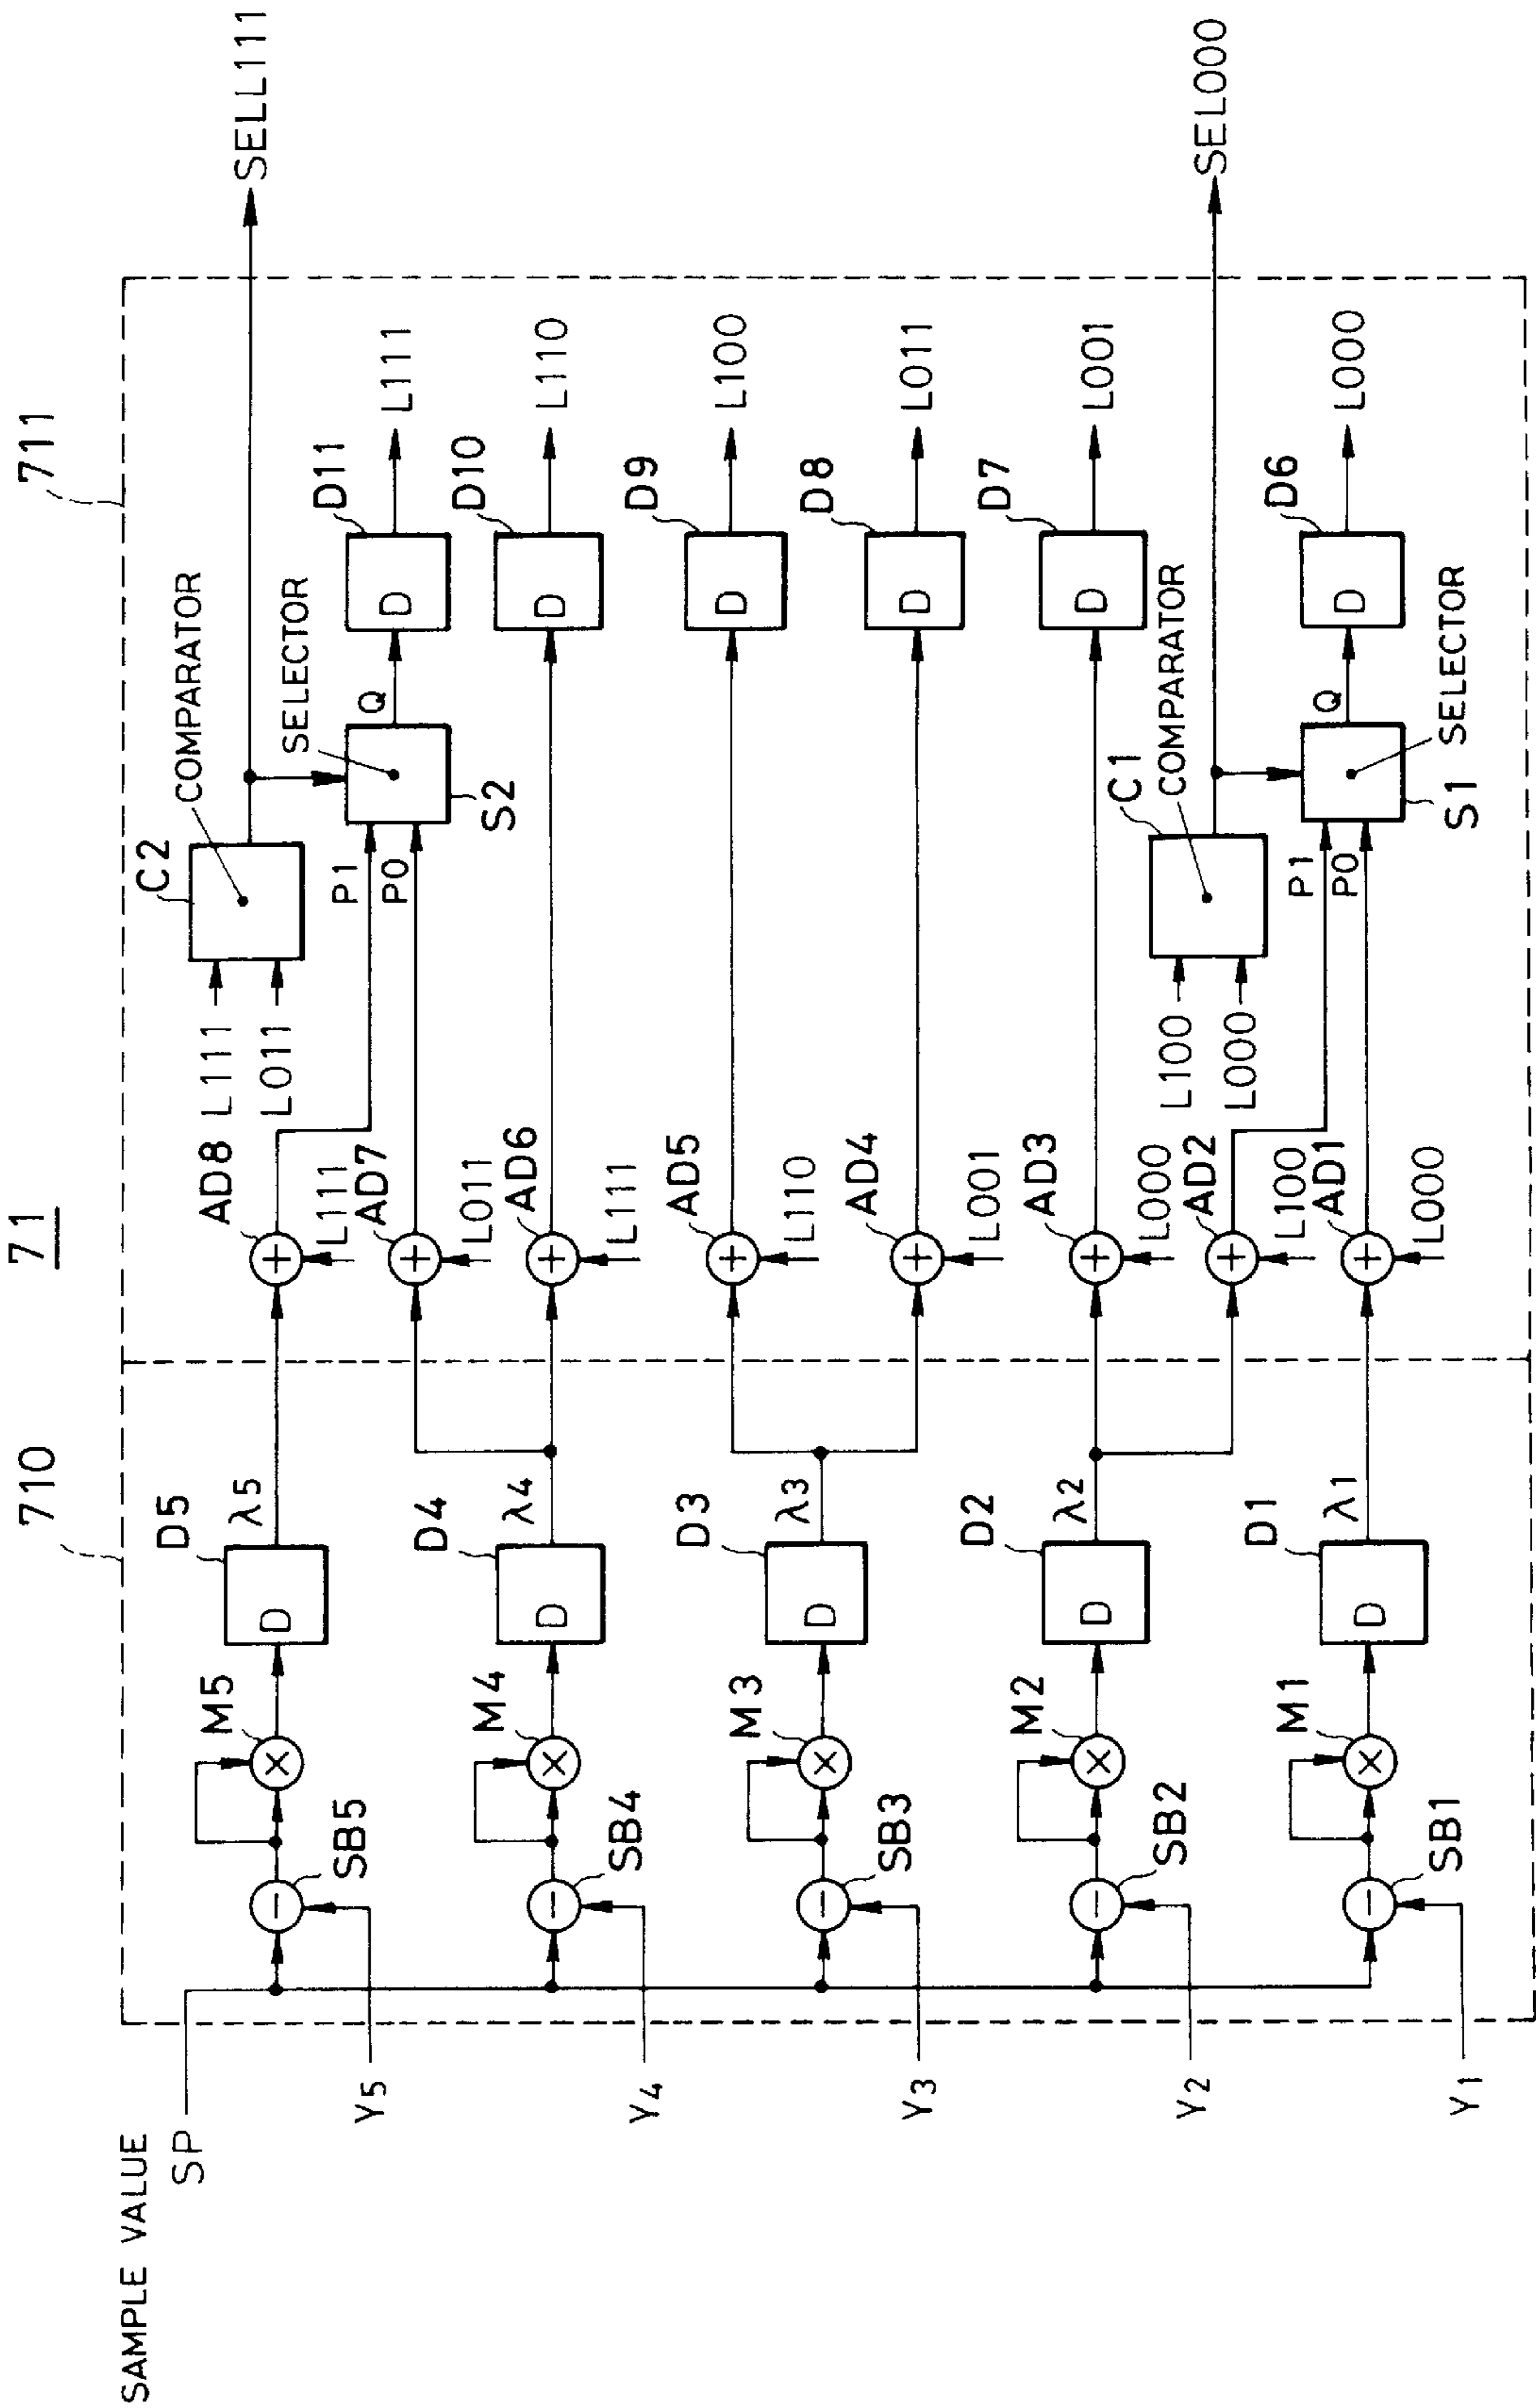 71
710
711
SAMPLE VALUE
SP
Y5
Y4
Y3
Y2
Y1
SB5
SB4
SB3
SB2
SB1
M5
M4
M3
M2
M1
D5
D
D4
D
D3
D
D2
D
D1
D
λ5
λ4
λ3
λ2
λ1
AD8
L111
AD7
L011
AD6
L111
AD5
L110
AD4
L001
AD3
L000
AD2
L100
AD1
L000
L111
L011
C2
COMPARATOR
P1
P0
SELECTOR
S2
Q
L100
L000
C1
COMPARATOR
P1
P0
SELECTOR
S1
Q
D11
D
D10
D
D9
D
D8
D
D7
D
D6
D
L111
L110
L100
L011
L001
L000
SELL111
SEL000